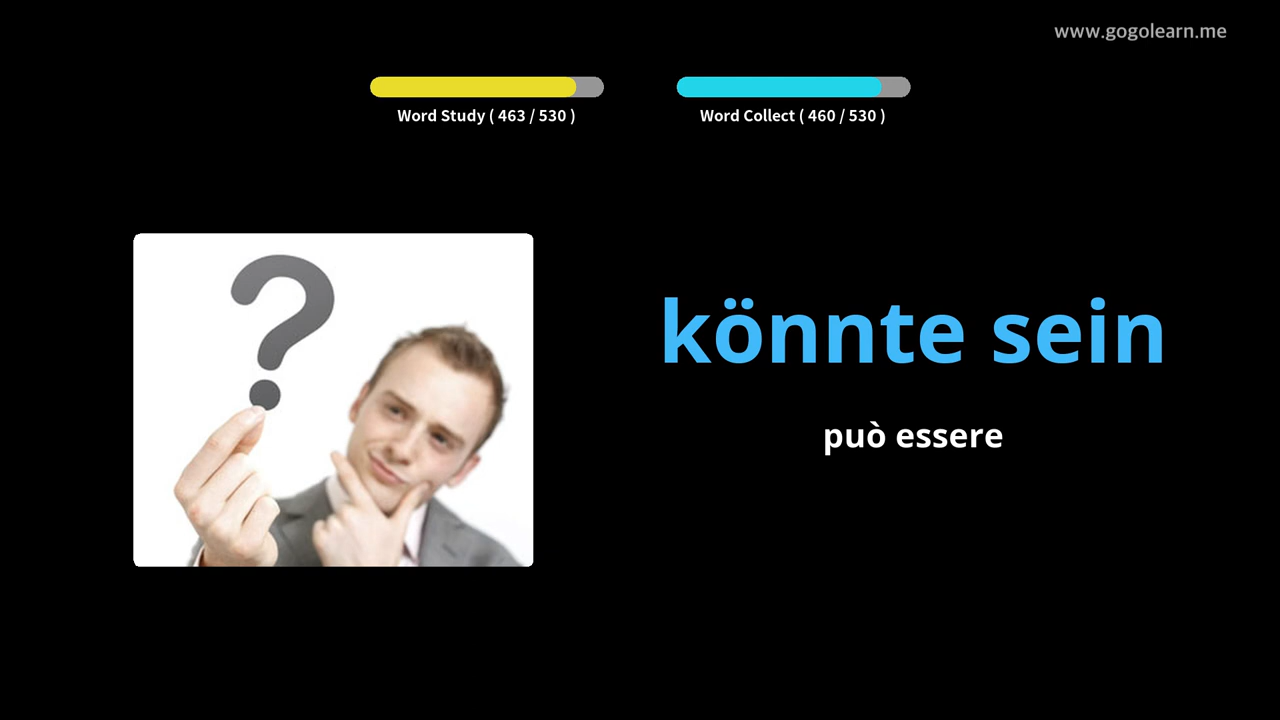 www.gogolearn.me
Word Study ( 463 / 530 )
Word Collect ( 460 / 530 )
?
könnte sein
può essere